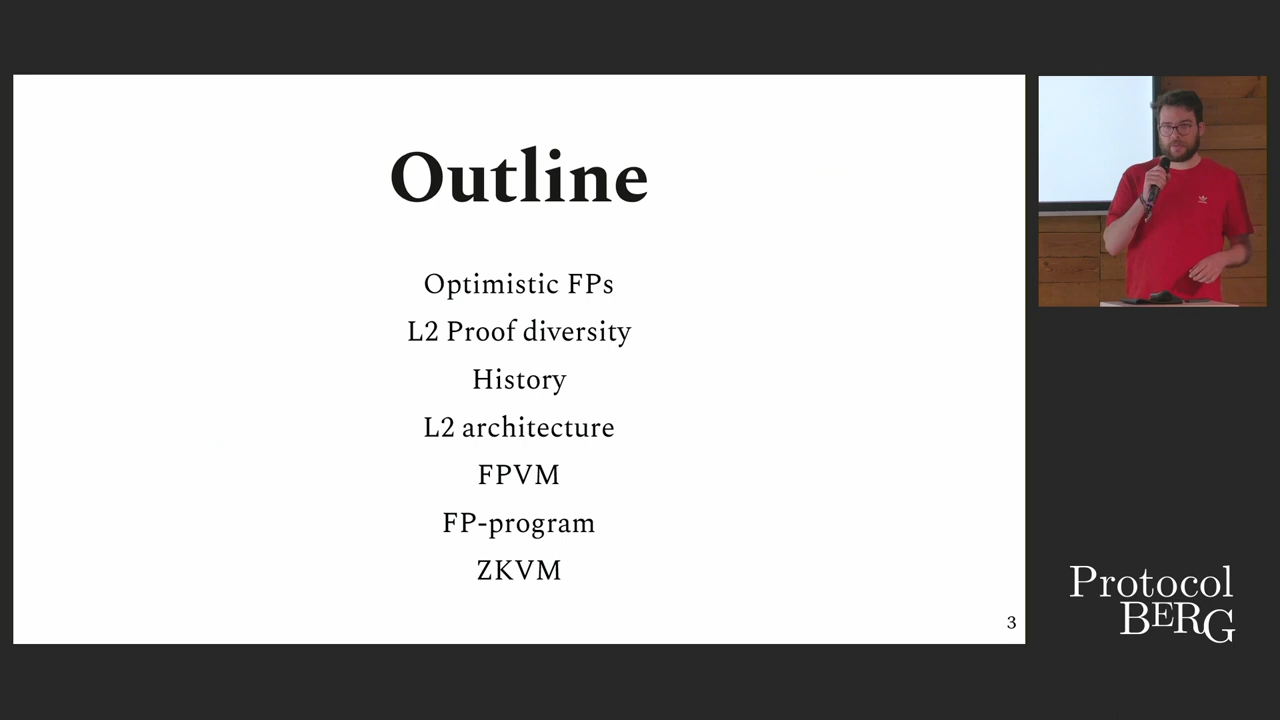 Outline
Optimistic FPs
L2 Proof diversity
History
L2 architecture
FPVM
FP-program
ZKVM
3
Protocol
BERG